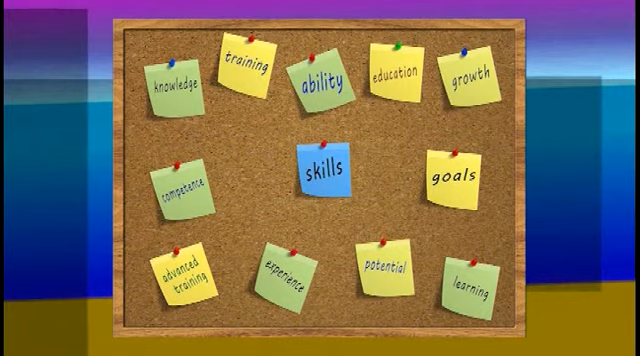 knowledge
training
ability
education
growth
competence
skills
goals
advanced
training
experience
potential
learning